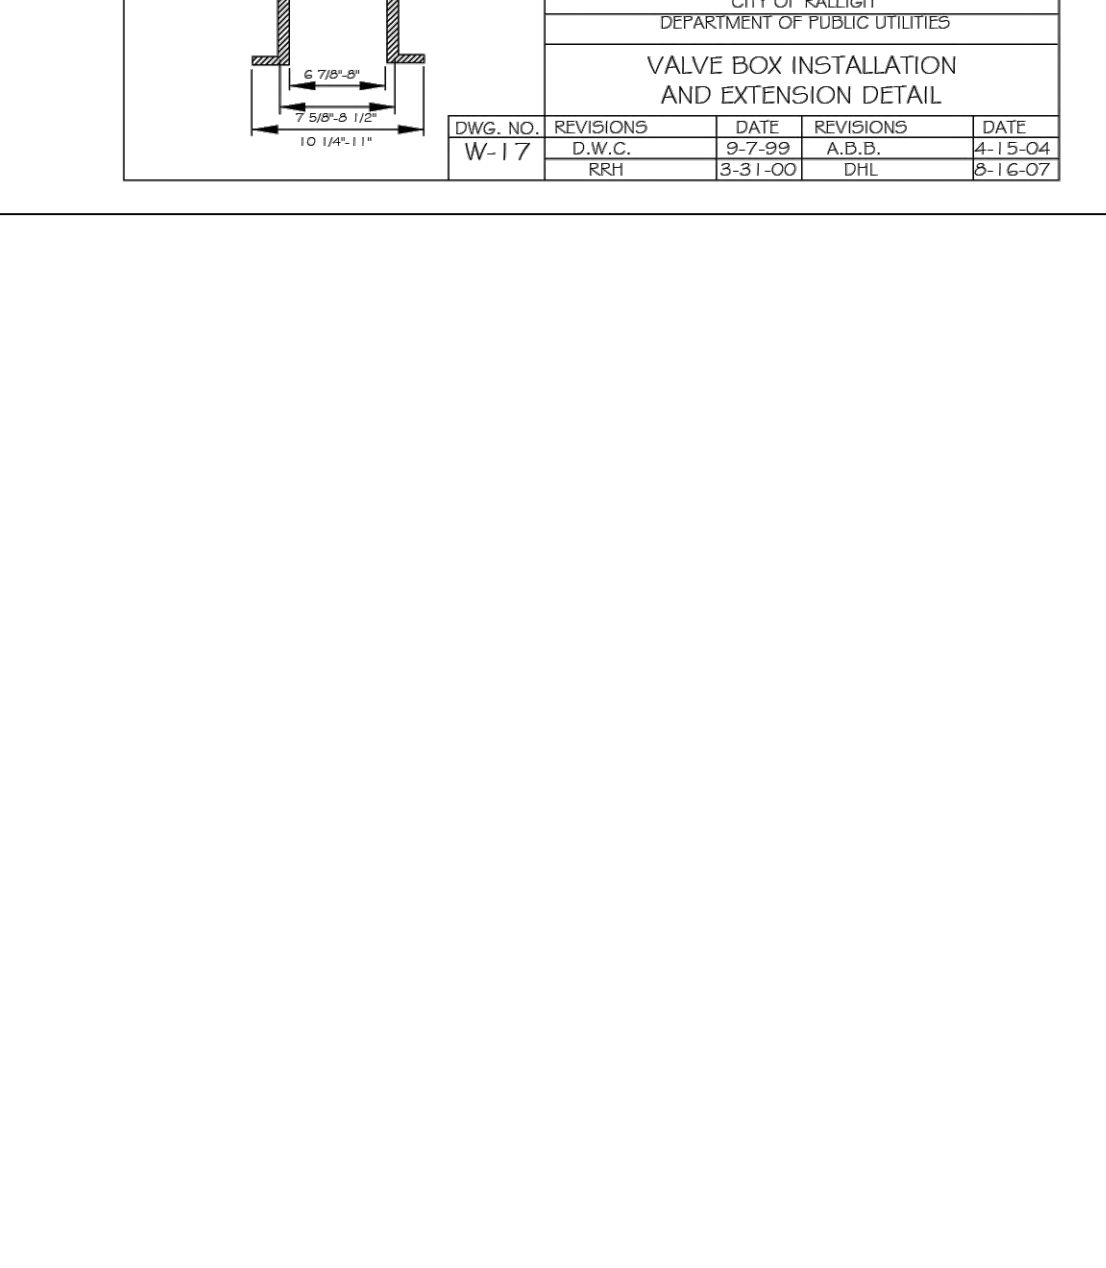 CITY OF RALEIGH
DEPARTMENT OF PUBLIC UTILITIES
VALVE BOX INSTALLATION
AND EXTENSION DETAIL
6 7/8"-8"
7 5/8"-8 1/2"
10 1/4"-11"
DWG. NO. REVISIONS DATE REVISIONS DATE
W-17 D.W.C. 9-7-99 A.B.B. 4-15-04
RRH 3-31-00 DHL 8-16-07